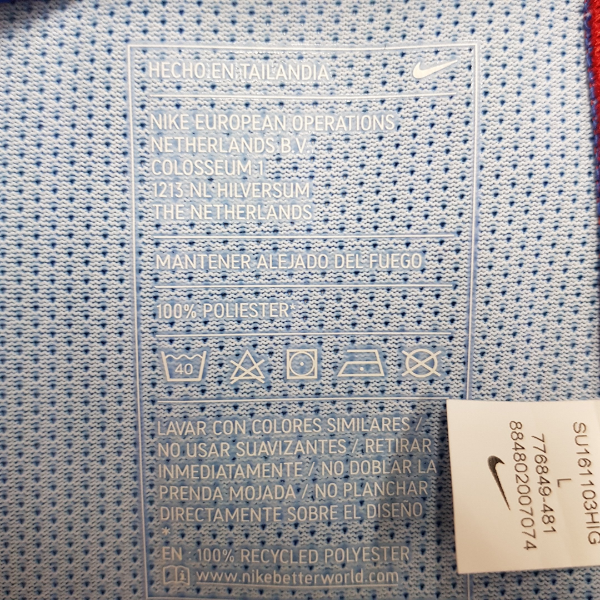 HECHO EN TAILANDIA
NIKE EUROPEAN OPERATIONS
NETHERLANDS B.V.
COLOSSEUM 1
1213 NL HILVERSUM
THE NETHERLANDS
MANTENER ALEJADO DEL FUEGO
100% POLIESTER
40
LAVAR CON COLORES SIMILARES /
NO USAR SUAVIZANTES / RETIRAR
INMEDIATAMENTE / NO DOBLAR LA
PRENDA MOJADA / NO PLANCHAR
DIRECTAMENTE SOBRE EL DISEÑO
*
EN : 100% RECYCLED POLYESTER
www.nikebetterworld.com
SU161103HIG
L
776849-481
884802007074